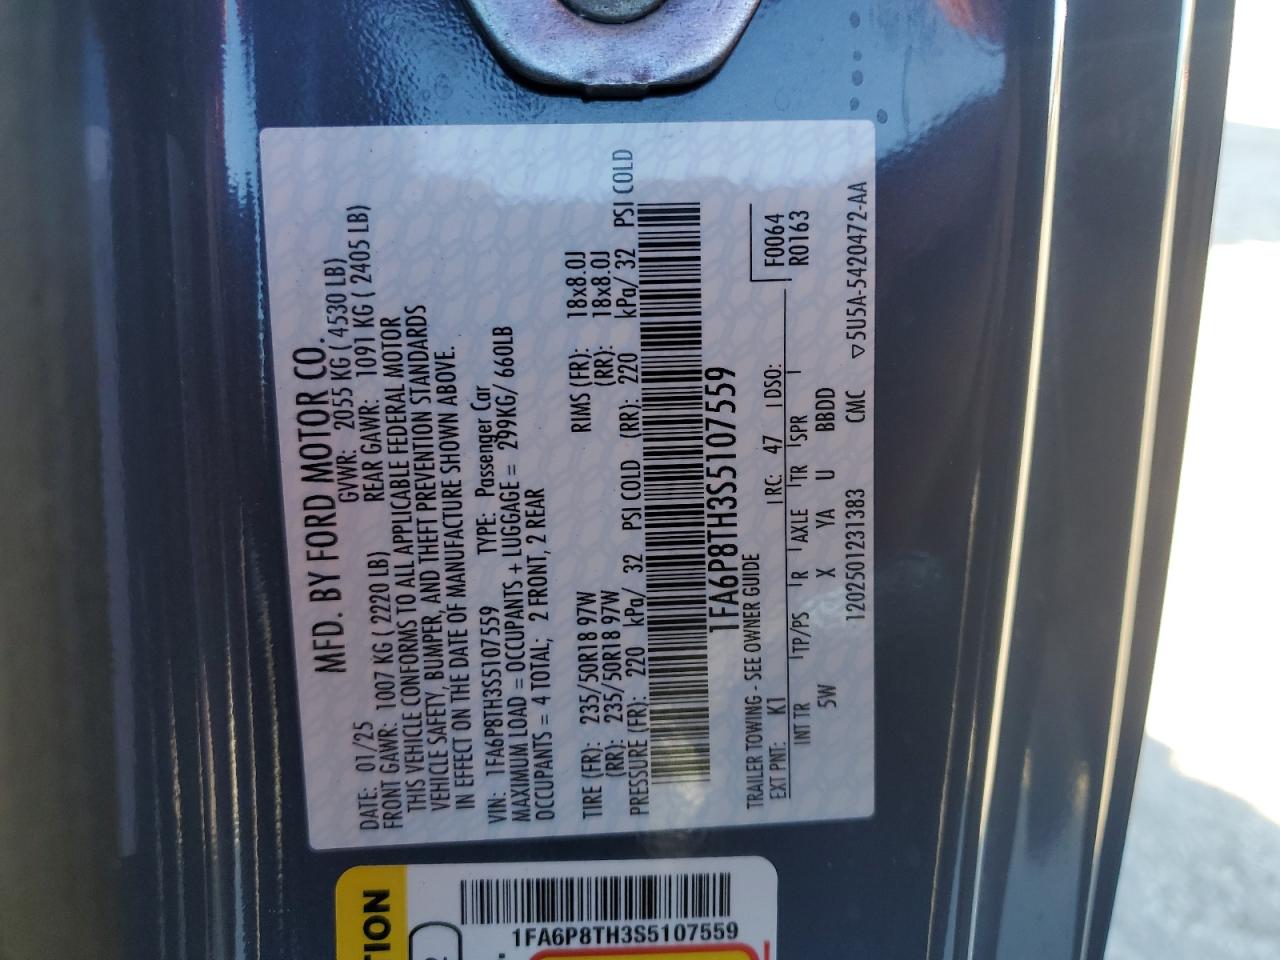 MFD. BY FORD MOTOR CO.
DATE: 01/25 GVWR: 2055 KG ( 4530 LB)
FRONT GAWR: 1007 KG ( 2220 LB) REAR GAWR: 1091 KG ( 2405 LB)
THIS VEHICLE CONFORMS TO ALL APPLICABLE FEDERAL MOTOR
VEHICLE SAFETY, BUMPER, AND THEFT PREVENTION STANDARDS
IN EFFECT ON THE DATE OF MANUFACTURE SHOWN ABOVE.
VIN: 1FA6P8TH3S5107559 TYPE: Passenger Car
MAXIMUM LOAD = OCCUPANTS + LUGGAGE = 299KG/ 660LB
OCCUPANTS = 4 TOTAL; 2 FRONT, 2 REAR
TIRE (FR): 235/50R18 97W RIMS (FR): 18x8.0J
(RR): 235/50R18 97W (RR): 18x8.0J
PRESSURE (FR): 220 kPa/ 32 PSI COLD (RR): 220 kPa/ 32 PSI COLD
1FA6P8TH3S5107559
TRAILER TOWING - SEE OWNER GUIDE
EXT PNT: K1 RC: 47 DSO: F0064
R0163
INT TR TP/PS R AXLE TR SPR
5W X YA U BBDD
120250123 1383 CMC ▽5U5A-5420472-AA
TION
1FA6P8TH3S5107559